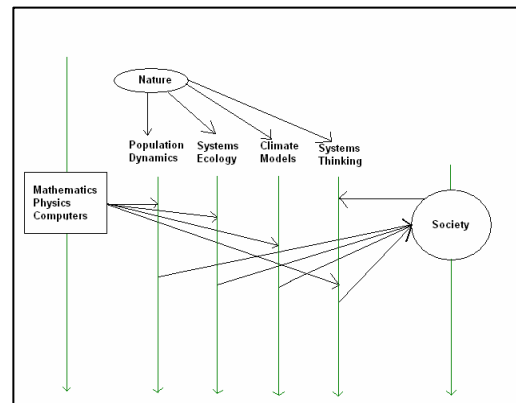 Nature
Population Systems Climate Systems
Dynamics Ecology Models Thinking
Mathematics
Physics
Computers
Society